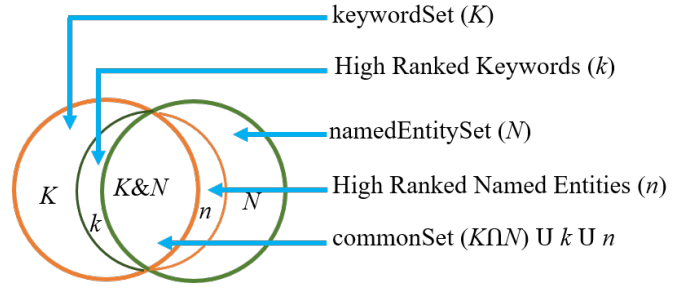 keywordSet (K)
High Ranked Keywords (k)
namedEntitySet (N)
High Ranked Named Entities (n)
commonSet (K∩N) U k U n
K
k
K&N
n
N